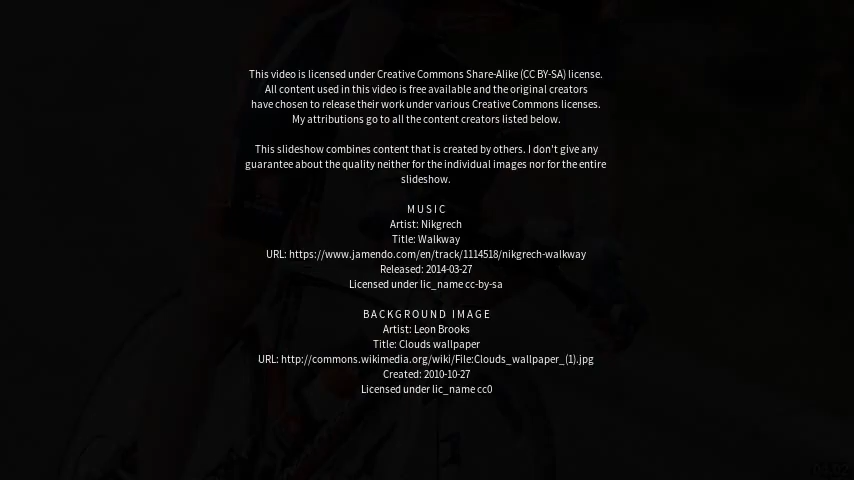 This video is licensed under Creative Commons Share-Alike (CC BY-SA) license.
All content used in this video is free available and the original creators
have chosen to release their work under various Creative Commons licenses.
My attributions go to all the content creators listed below.
This slideshow combines content that is created by others. I don't give any
guarantee about the quality neither for the individual images nor for the entire
slideshow.
MUSIC
Artist: Nikgrech
Title: Walkway
URL: https://www.jamendo.com/en/track/1114518/nikgrech-walkway
Released: 2014-03-27
Licensed under lic_name cc-by-sa
BACKGROUND IMAGE
Artist: Leon Brooks
Title: Clouds wallpaper
URL: http://commons.wikimedia.org/wiki/File:Clouds_wallpaper_(1).jpg
Created: 2010-10-27
Licensed under lic_name cc0
04:02